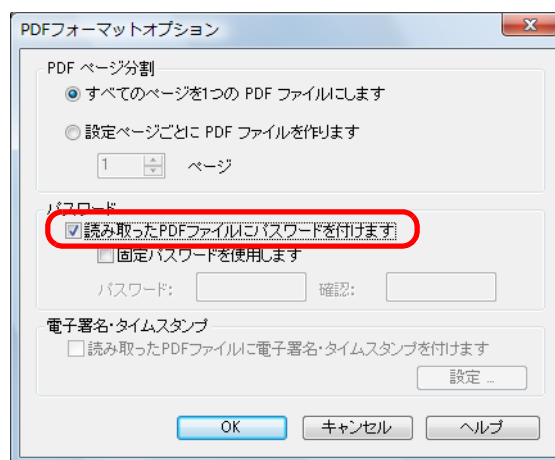 PDFフォーマットオプション
PDF ページ分割
すべてのページを1つの PDF ファイルにします
設定ページごとに PDF ファイルを作ります
1 ページ
パスワード
読み取ったPDFファイルにパスワードを付けます
固定パスワードを使用します
パスワード: 確認:
電子署名・タイムスタンプ
読み取ったPDFファイルに電子署名・タイムスタンプを付けます
設定 ...
OK キャンセル ヘルプ